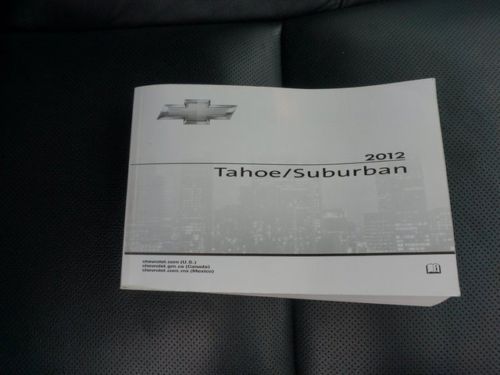 2012
Tahoe/Suburban
chevrolet.com (U.S.)
chevrolet.gm.ca (Canada)
chevrolet.com.mx (Mexico)